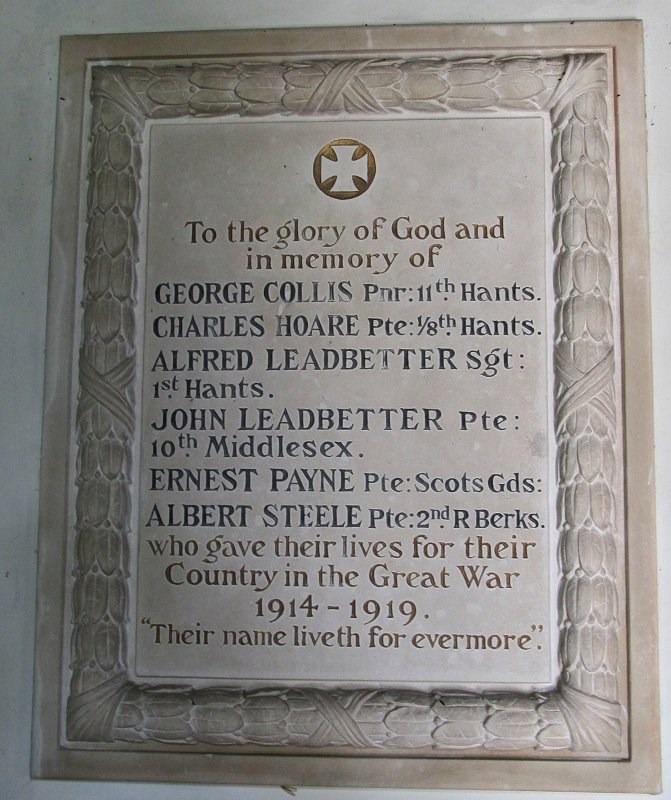 To the glory of God and
in memory of
GEORGE COLLIS Pnr: 11th Hants.
CHARLES HOARE Pte: 1/8th Hants.
ALFRED LEADBETTER Sgt:
1st Hants.
JOHN LEADBETTER Pte:
10th Middlesex.
ERNEST PAYNE Pte: Scots Gds:
ALBERT STEELE Pte: 2nd R Berks.
who gave their lives for their
Country in the Great War
1914 - 1919.
"Their name liveth for evermore".